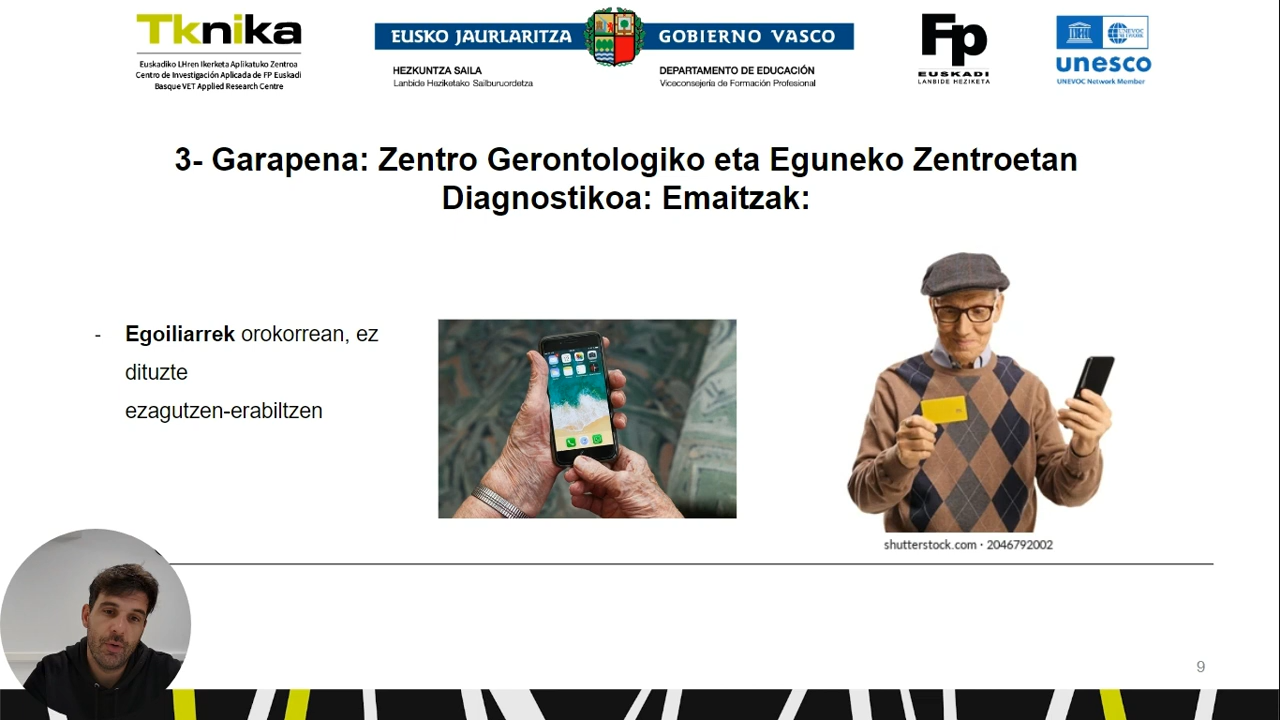 Tknika
Euskadiko LHren Ikerketa Aplikatuko Zentroa
Centro de Investigación Aplicada de FP Euskadi
Basque VET Applied Research Centre
EUSKO JAURLARITZA
GOBIERNO VASCO
HEZKUNTZA SAILA
Lanbide Heziketako Sailburuordetza
DEPARTAMENTO DE EDUCACIÓN
Viceconsejería de Formación Profesional
Fp
EUSKADI
LANBIDE HEZIKETA
UNEVOC
NETWORK
unesco
UNEVOC Network Member
3- Garapena: Zentro Gerontologiko eta Eguneko Zentroetan
Diagnostikoa: Emaitzak:
- Egoiliarrek orokorrean, ez
dituzte
ezagutzen-erabiltzen
shutterstock.com · 2046792002
9